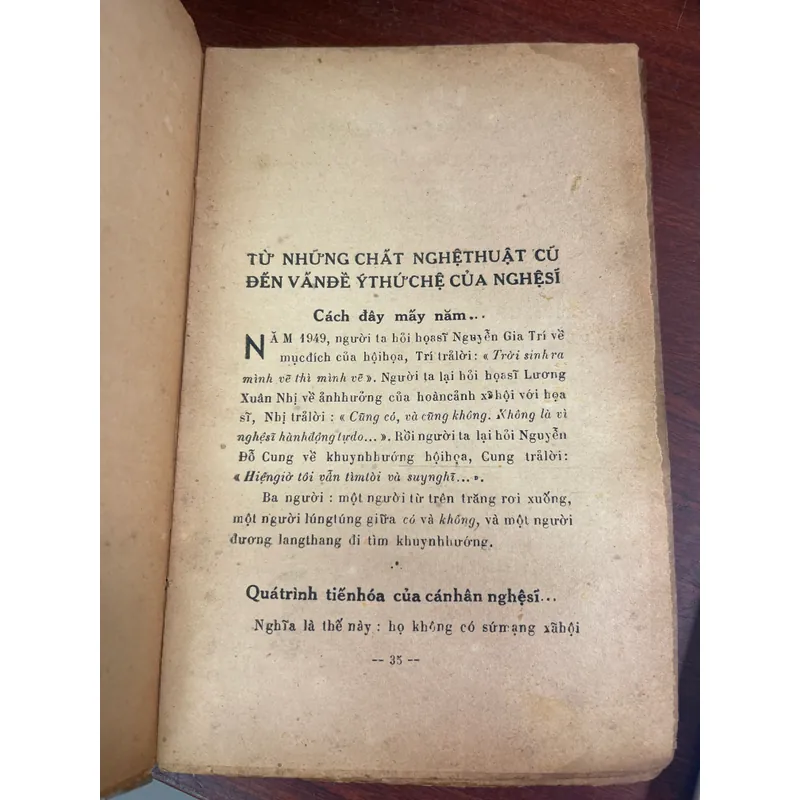 TỪ NHỮNG CHẤT NGHỆTHUẬT CŨ
ĐẾN VẤNĐỀ ÝTHỨCHỆ CỦA NGHỆSĨ
Cách đây mấy năm...
NĂM 1949, người ta hỏi họasĩ Nguyễn Gia Trí về
mụcđích của hộihọa, Trí trảlời: « Trời sinh ra
mình vẽ thì mình vẽ ». Người ta lại hỏi họasĩ Lương
Xuân Nhị về ảnhhưởng của hoàncảnh xã hội với họa
sĩ, Nhị trảlời : « Cũng có, và cũng không. Không là vì
nghệsĩ hànhđộng tựdo... ». Rồi người ta lại hỏi Nguyễn
Đỗ Cung về khuynhhướng hộihọa, Cung trảlời:
« Hiệngiờ tôi vẫn tìmtòi và suynghĩ... ».
Ba người : một người từ trên trăng rơi xuống,
một người lúngtúng giữa có và không, và một người
đương langthang đi tìm khuynhhướng.
Quátrình tiếnhóa của cánhân nghệsĩ...
Nghĩa là thế này : họ không có sứmạng xãhội
-- 35 --